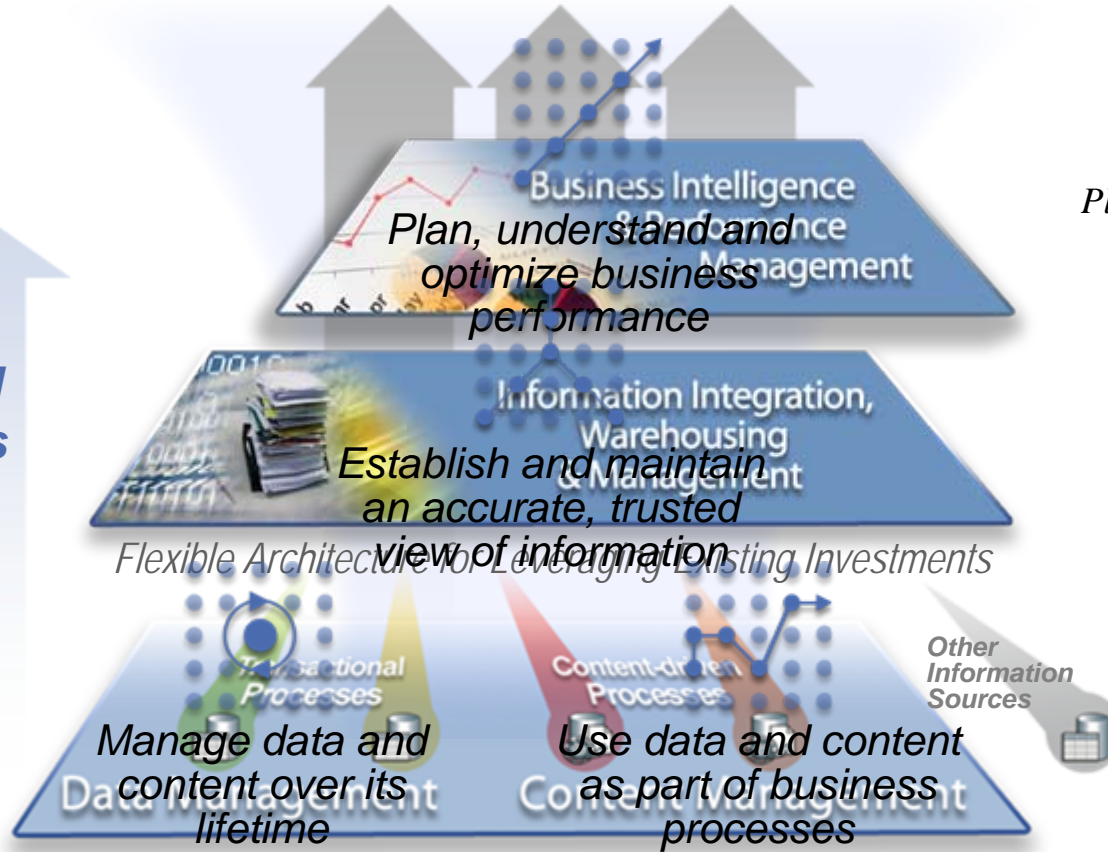 Business Intelligence
& Performance
Management
Plan, understand and
optimize business
performance
Information Integration,
Warehousing
& Management
Establish and maintain
an accurate, trusted
view of information
Flexible Architecture for Leveraging Existing Investments
Transactional
Processes
Content-driven
Processes
Other
Information
Sources
Manage data and
content over its
lifetime
Data Management
Use data and content
as part of business
processes
Content Management